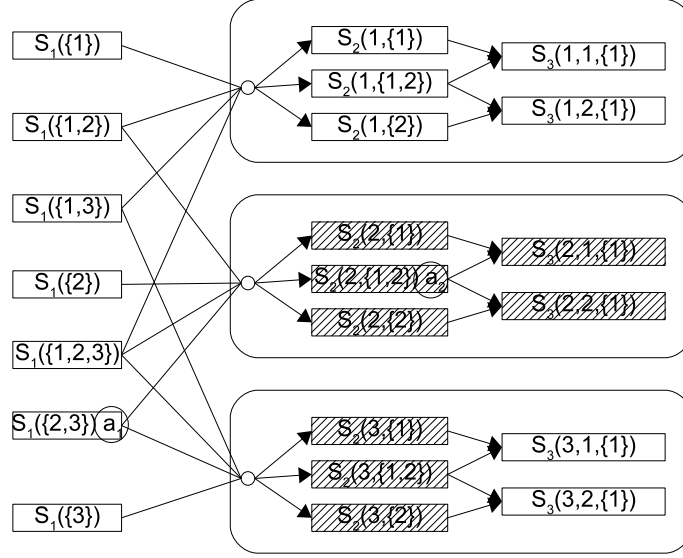 S₁({1})
S₁({1,2})
S₁({1,3})
S₁({2})
S₁({1,2,3})
S₁({2,3}) a₁
S₁({3})
S₂(1,{1})
S₂(1,{1,2})
S₂(1,{2})
S₃(1,1,{1})
S₃(1,2,{1})
S₂(2,{1})
S₂(2,{1,2}) a₂
S₂(2,{2})
S₃(2,1,{1})
S₃(2,2,{1})
S₂(3,{1})
S₂(3,{1,2})
S₂(3,{2})
S₃(3,1,{1})
S₃(3,2,{1})